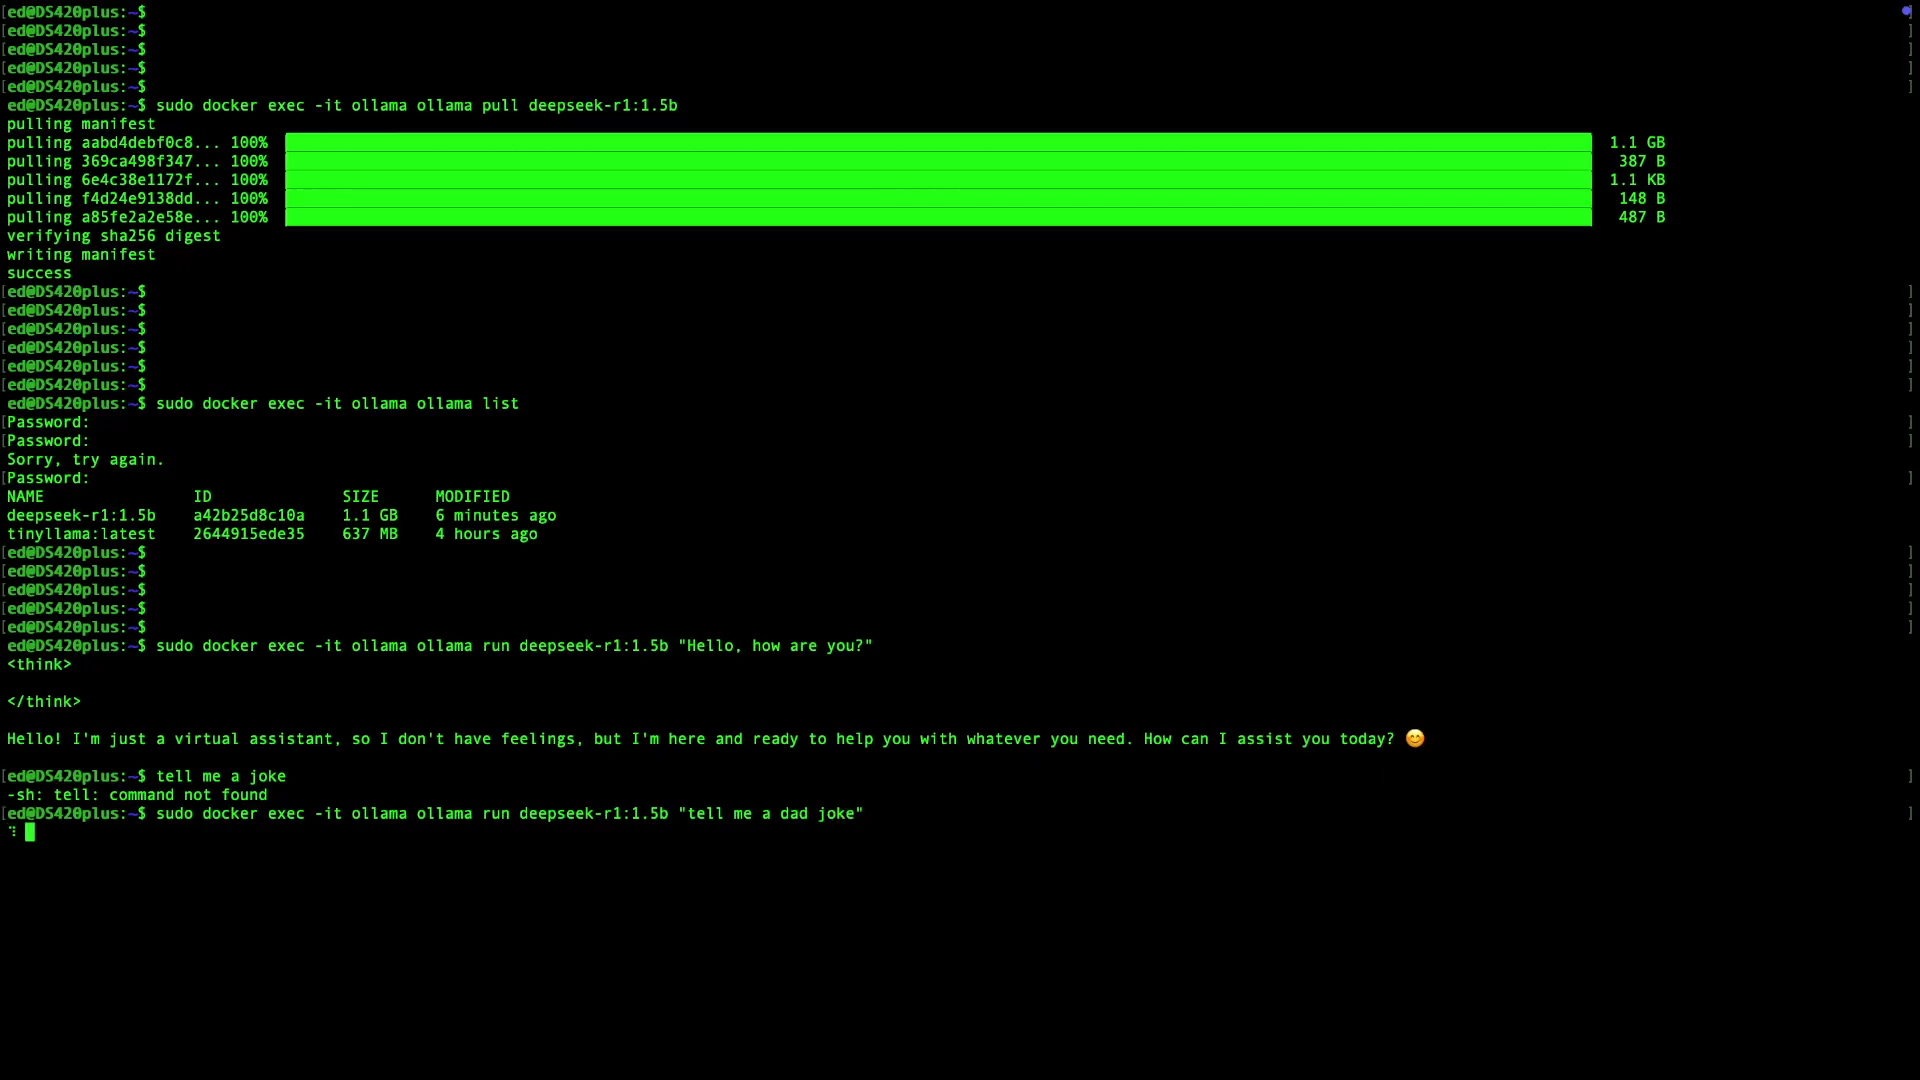 [ed@DS420plus:~$ ]
[ed@DS420plus:~$ ]
[ed@DS420plus:~$ ]
[ed@DS420plus:~$ ]
[ed@DS420plus:~$ ]
ed@DS420plus:~$ sudo docker exec -it ollama ollama pull deepseek-r1:1.5b
pulling manifest
pulling aabd4debf0c8... 100% 1.1 GB
pulling 369ca498f347... 100% 387 B
pulling 6e4c38e1172f... 100% 1.1 KB
pulling f4d24e9138dd... 100% 148 B
pulling a85fe2a2e58e... 100% 487 B
verifying sha256 digest
writing manifest
success
[ed@DS420plus:~$ ]
[ed@DS420plus:~$ ]
[ed@DS420plus:~$ ]
[ed@DS420plus:~$ ]
[ed@DS420plus:~$ ]
[ed@DS420plus:~$ ]
ed@DS420plus:~$ sudo docker exec -it ollama ollama list
[Password: ]
[Password: ]
Sorry, try again.
[Password: ]
NAME ID SIZE MODIFIED
deepseek-r1:1.5b a42b25d8c10a 1.1 GB 6 minutes ago
tinyllama:latest 2644915ede35 637 MB 4 hours ago
[ed@DS420plus:~$ ]
[ed@DS420plus:~$ ]
[ed@DS420plus:~$ ]
[ed@DS420plus:~$ ]
[ed@DS420plus:~$ ]
ed@DS420plus:~$ sudo docker exec -it ollama ollama run deepseek-r1:1.5b "Hello, how are you?"
<think>
</think>
Hello! I'm just a virtual assistant, so I don't have feelings, but I'm here and ready to help you with whatever you need. How can I assist you today? 😊
[ed@DS420plus:~$ tell me a joke ]
-sh: tell: command not found
[ed@DS420plus:~$ sudo docker exec -it ollama ollama run deepseek-r1:1.5b "tell me a dad joke" ]